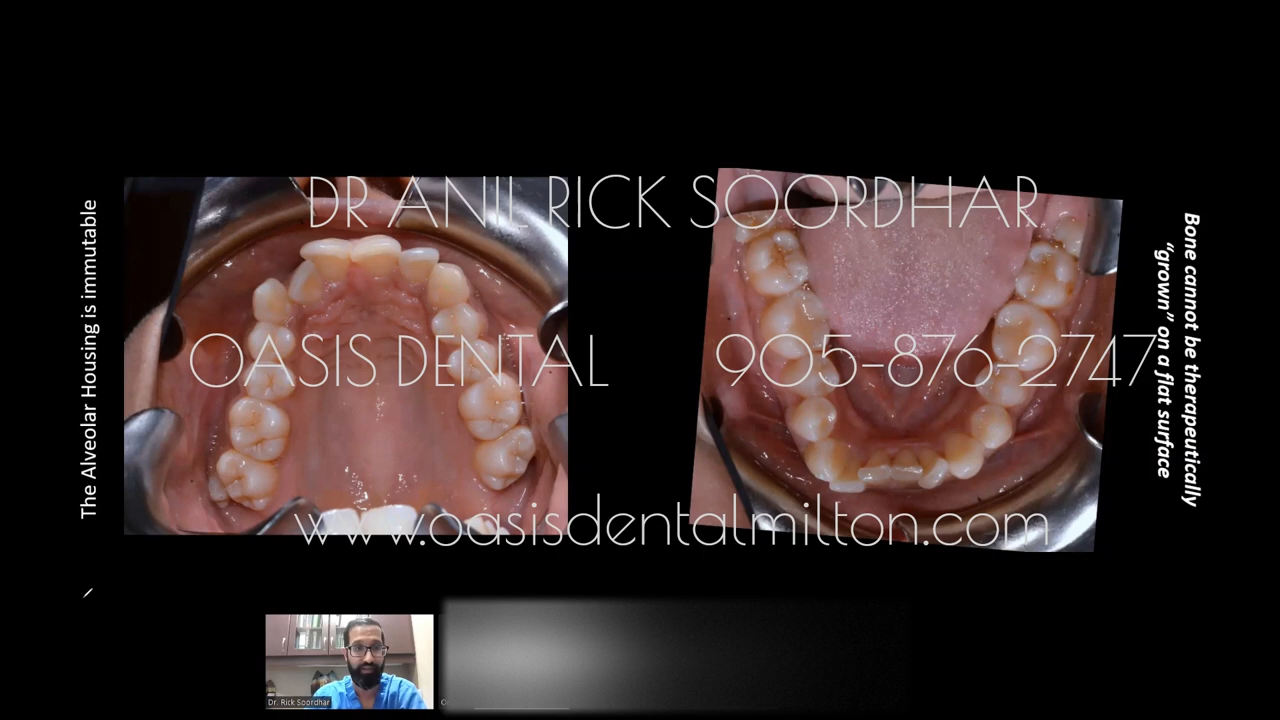 The Alveolar Housing is immutable
DR ANIL RICK SOORDHAR
OASIS DENTAL 905-876-2747
www.oasisdentalmilton.com
Bone cannot be therapeutically
“grown” on a flat surface
Dr. Rick Soordhar